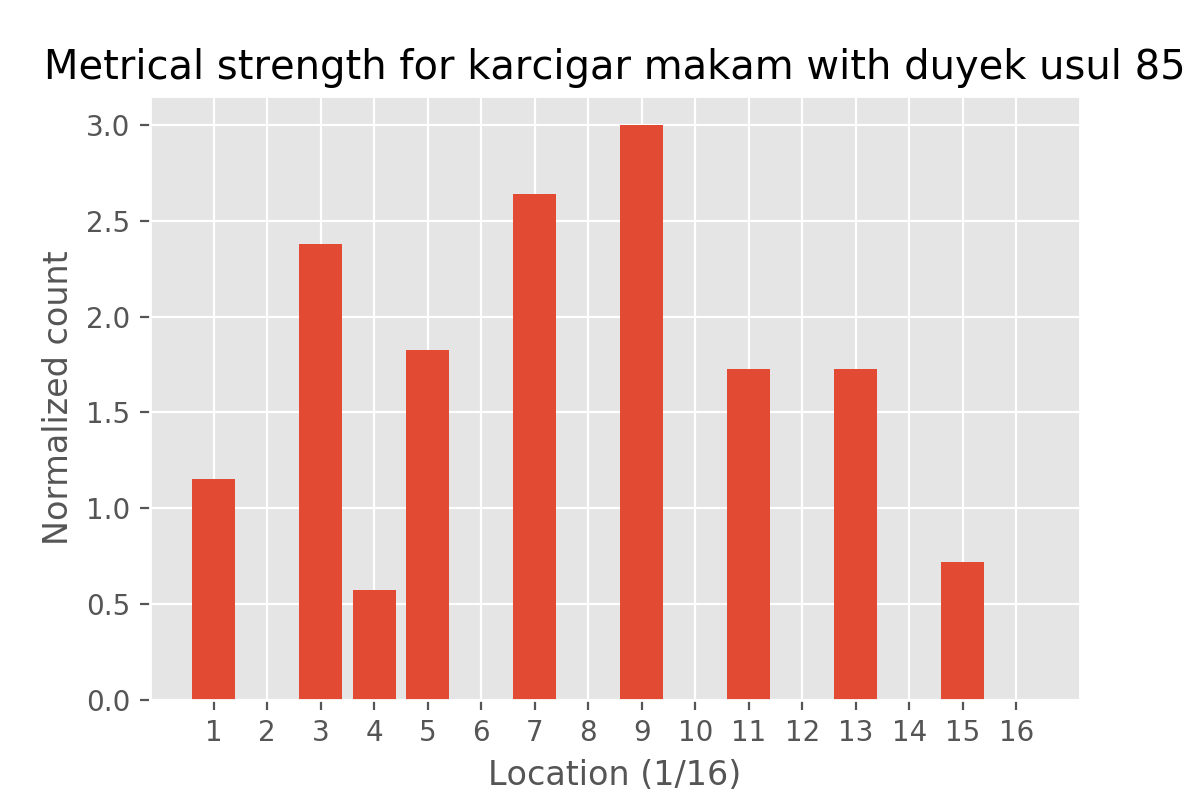 Metrical strength for karcigar makam with duyek usul 85
Normalized count
3.0
2.5
2.0
1.5
1.0
0.5
0.0
1 2 3 4 5 6 7 8 9 10 11 12 13 14 15 16
Location (1/16)